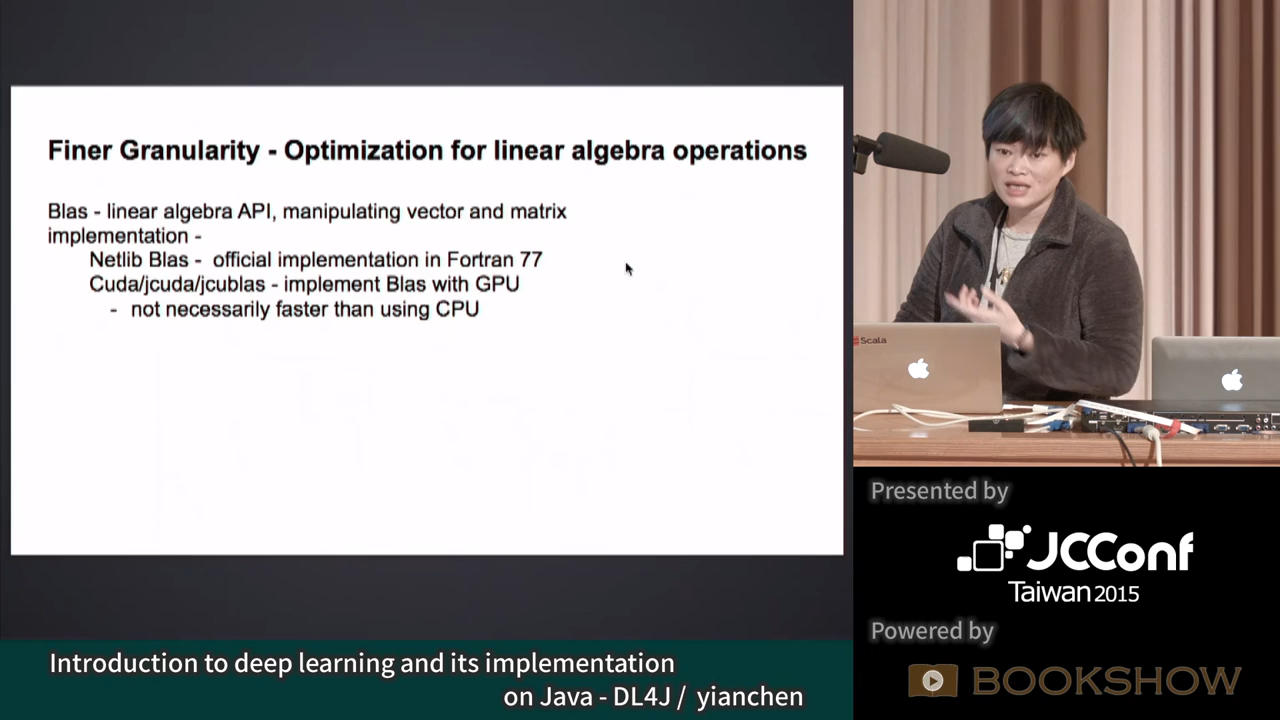 Finer Granularity - Optimization for linear algebra operations
Blas - linear algebra API, manipulating vector and matrix
implementation -
Netlib Blas -  official implementation in Fortran 77
Cuda/jcuda/jcublas - implement Blas with GPU
-  not necessarily faster than using CPU
Scala
Presented by
JCConf
Taiwan 2015
Powered by
BOOKSHOW
Introduction to deep learning and its implementation
on Java - DL4J /  yianchen